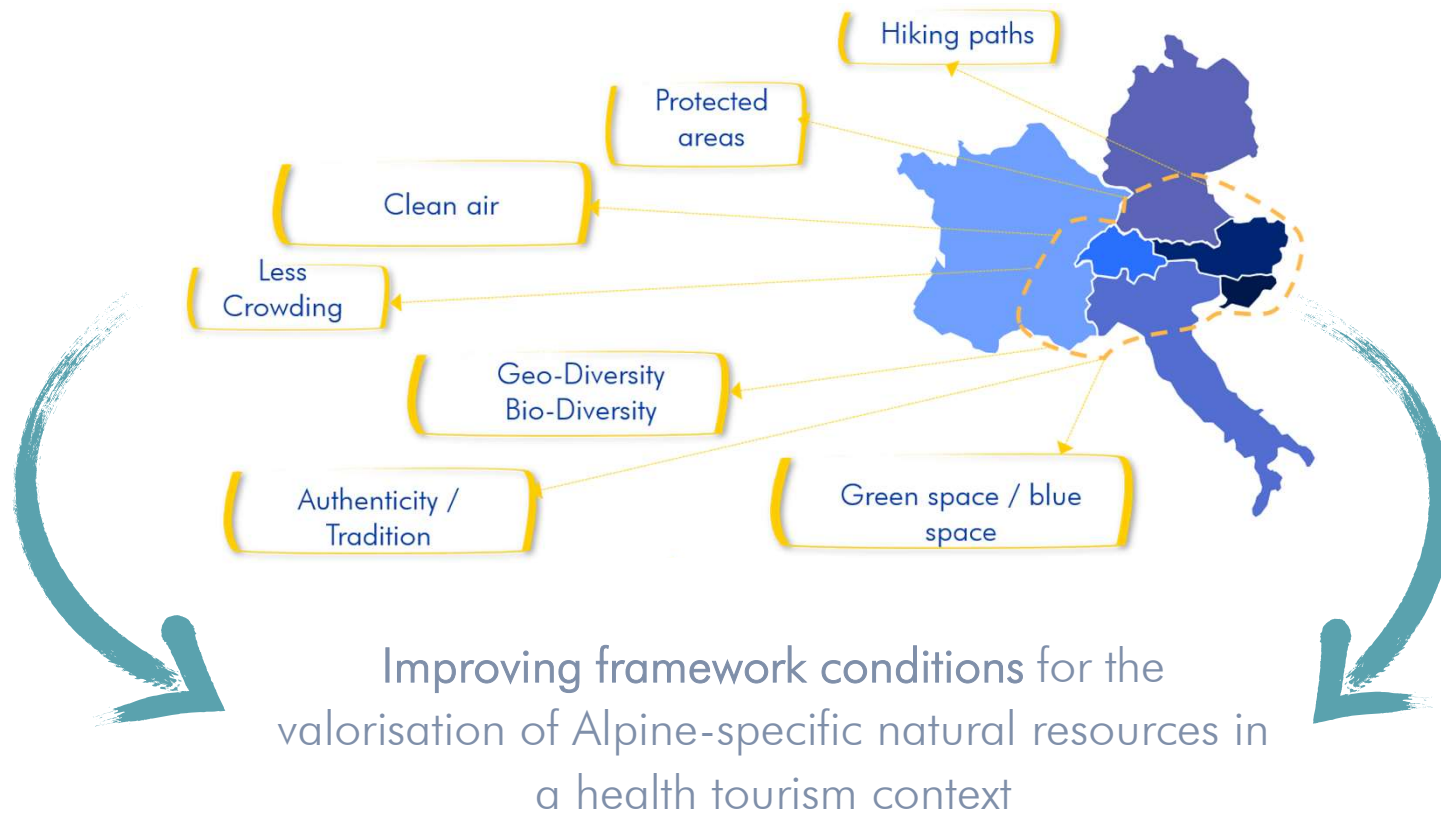 Hiking paths
Protected
areas
Clean air
Less
Crowding
Geo-Diversity
Bio-Diversity
Authenticity /
Tradition
Green space / blue
space
Improving framework conditions for the
valorisation of Alpine-specific natural resources in
a health tourism context